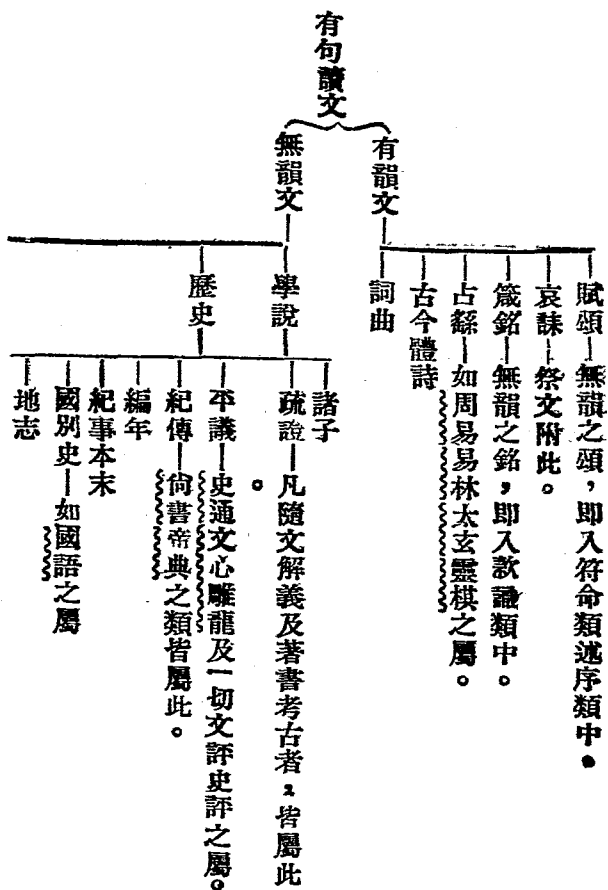 有句讀文
有韻文
賦頌 無韻之頌，即入符命類述序類中。
哀誄 祭文附此。
箴銘 無韻之銘，即入款識類中。
占繇 如周易易林太玄靈棋之屬。
古今體詩
詞曲
無韻文
學說
諸子
疏證 凡隨文解義及著書考古者，皆屬此。
平議 史通文心雕龍及一切文評史評之屬。
歷史
紀傳 尙書帝典之類皆屬此。
編年
紀事本末
國別史 如國語之屬
地志